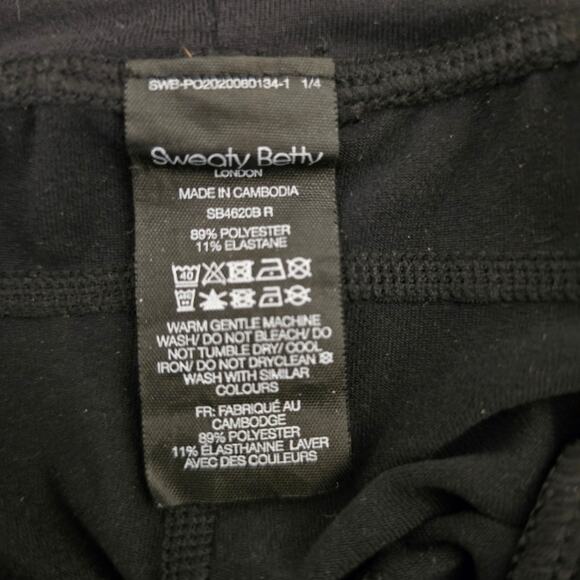 SWB-PO2020080134-1 1/4
Sweaty Betty
LONDON
MADE IN CAMBODIA
SB4620B R
89% POLYESTER
11% ELASTANE
40
WARM GENTLE MACHINE
WASH/ DO NOT BLEACH/ DO
NOT TUMBLE DRY/ COOL
IRON/ DO NOT DRYCLEAN
WASH WITH SIMILAR
COLOURS
FR: FABRIQUÉ AU
CAMBODGE
89% POLYESTER
11% ÉLASTHANNE LAVER
AVEC DES COULEURS